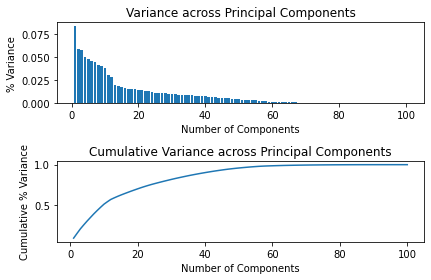 Variance across Principal Components
% Variance
0.075
0.050
0.025
0.000
0 20 40 60 80 100
Number of Components
Cumulative Variance across Principal Components
Cumulative % Variance
1.0
0.5
0 20 40 60 80 100
Number of Components